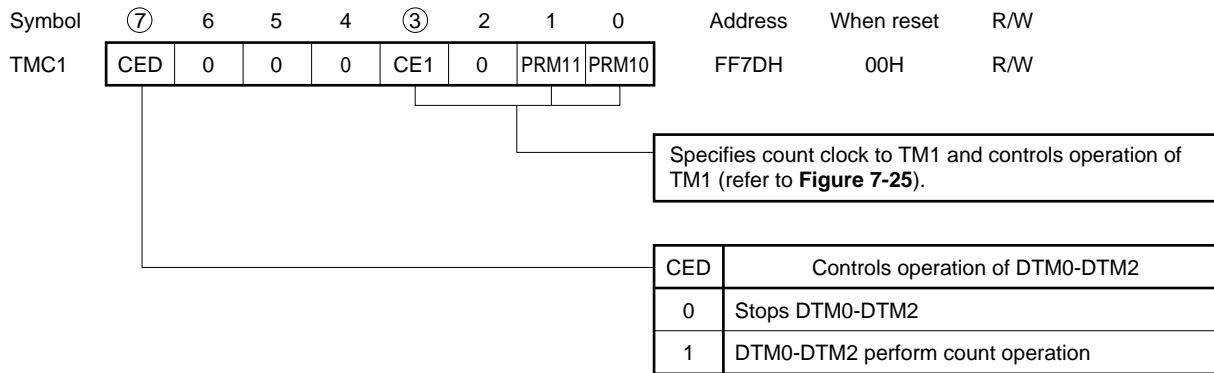 Symbol ⑦ 6 5 4 ③ 2 1 0 Address When reset R/W
TMC1 CED 0 0 0 CE1 0 PRM11 PRM10 FF7DH 00H R/W
Specifies count clock to TM1 and controls operation of
TM1 (refer to Figure 7-25).
CED Controls operation of DTM0-DTM2
0 Stops DTM0-DTM2
1 DTM0-DTM2 perform count operation